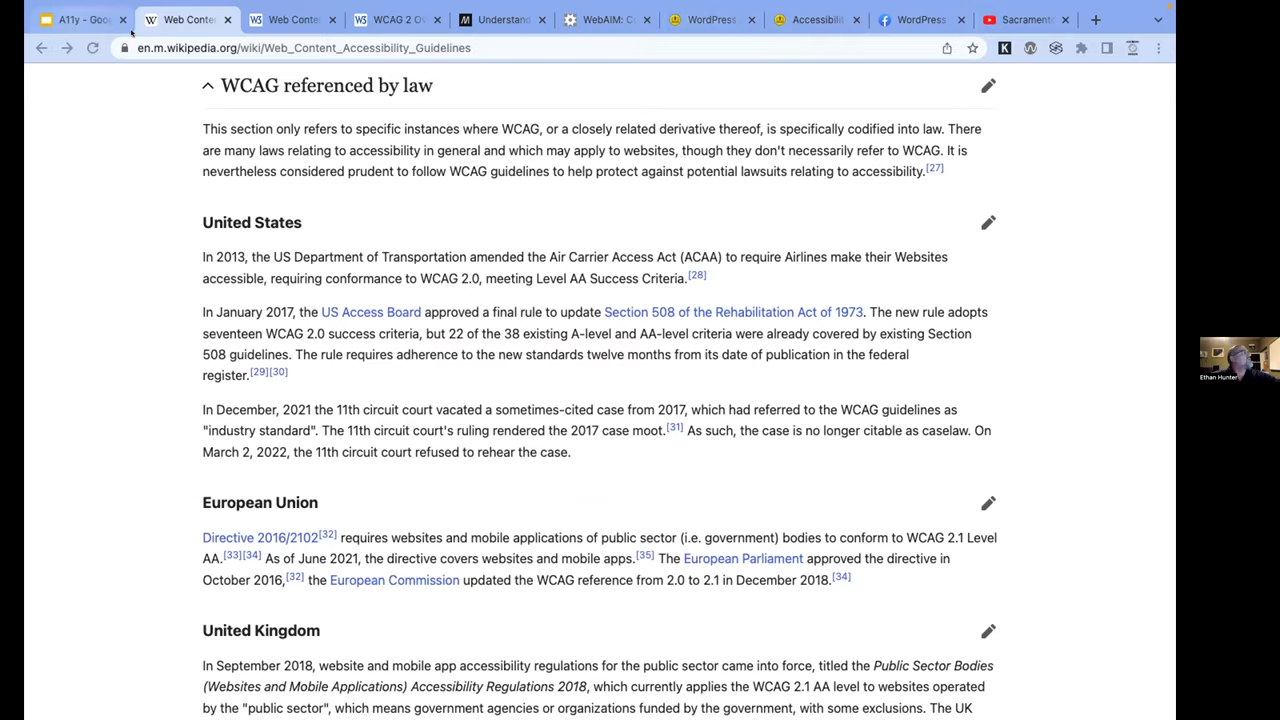 A11y - Goo
Web Conte
Web Conte
WCAG 2 Ov
Understand
WebAIM: C
WordPress
Accessibili
WordPress
Sacrament
en.m.wikipedia.org/wiki/Web_Content_Accessibility_Guidelines
WCAG referenced by law
This section only refers to specific instances where WCAG, or a closely related derivative thereof, is specifically codified into law. There
are many laws relating to accessibility in general and which may apply to websites, though they don't necessarily refer to WCAG. It is
nevertheless considered prudent to follow WCAG guidelines to help protect against potential lawsuits relating to accessibility.[27]
United States
In 2013, the US Department of Transportation amended the Air Carrier Access Act (ACAA) to require Airlines make their Websites
accessible, requiring conformance to WCAG 2.0, meeting Level AA Success Criteria.[28]
In January 2017, the US Access Board approved a final rule to update Section 508 of the Rehabilitation Act of 1973. The new rule adopts
seventeen WCAG 2.0 success criteria, but 22 of the 38 existing A-level and AA-level criteria were already covered by existing Section
508 guidelines. The rule requires adherence to the new standards twelve months from its date of publication in the federal
register.[29][30]
In December, 2021 the 11th circuit court vacated a sometimes-cited case from 2017, which had referred to the WCAG guidelines as
"industry standard". The 11th circuit court's ruling rendered the 2017 case moot.[31] As such, the case is no longer citable as caselaw. On
March 2, 2022, the 11th circuit court refused to rehear the case.
European Union
Directive 2016/2102[32] requires websites and mobile applications of public sector (i.e. government) bodies to conform to WCAG 2.1 Level
AA.[33][34] As of June 2021, the directive covers websites and mobile apps.[35] The European Parliament approved the directive in
October 2016,[32] the European Commission updated the WCAG reference from 2.0 to 2.1 in December 2018.[34]
United Kingdom
In September 2018, website and mobile app accessibility regulations for the public sector came into force, titled the Public Sector Bodies
(Websites and Mobile Applications) Accessibility Regulations 2018, which currently applies the WCAG 2.1 AA level to websites operated
by the "public sector", which means government agencies or organizations funded by the government, with some exclusions. The UK
Ethan Hunter